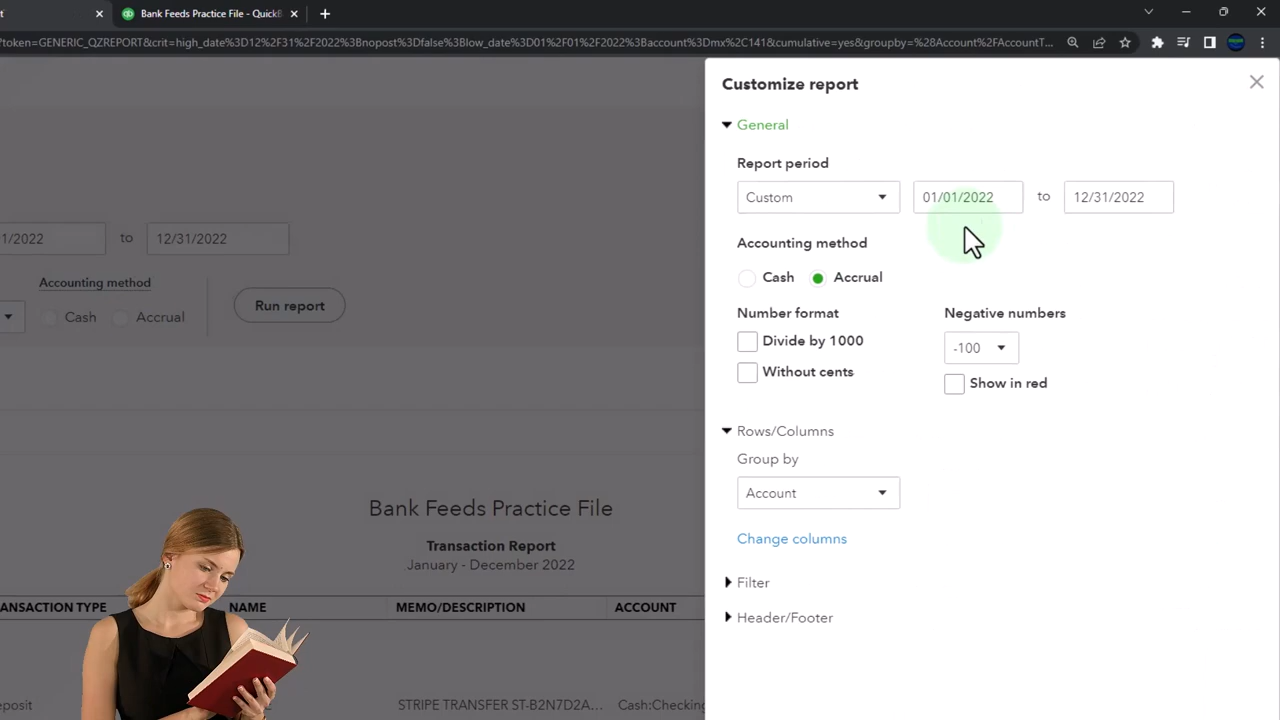 Bank Feeds Practice File - QuickB
?token=GENERIC_QZREPORT&crit=high_date%3D12%2F31%2F2022%3Bnopost%3Dfalse%3Blow_date%3D01%2F01%2F2022%3Baccount%3Dmx%2C141&cumulative=yes&groupby=%28Account%2FAccountT...
Customize report
General
Report period
Custom 01/01/2022 to 12/31/2022
1/2022 to 12/31/2022
Accounting method
Cash Accrual
Accounting method
Cash Accrual
Run report
Number format Negative numbers
Divide by 1000 -100
Without cents Show in red
Rows/Columns
Group by
Account
Bank Feeds Practice File
Change columns
Transaction Report
January - December 2022
Filter
ANSACTION TYPE NAME MEMO/DESCRIPTION ACCOUNT
Header/Footer
eposit STRIPE TRANSFER ST-B2N7D2A... Cash:Checking